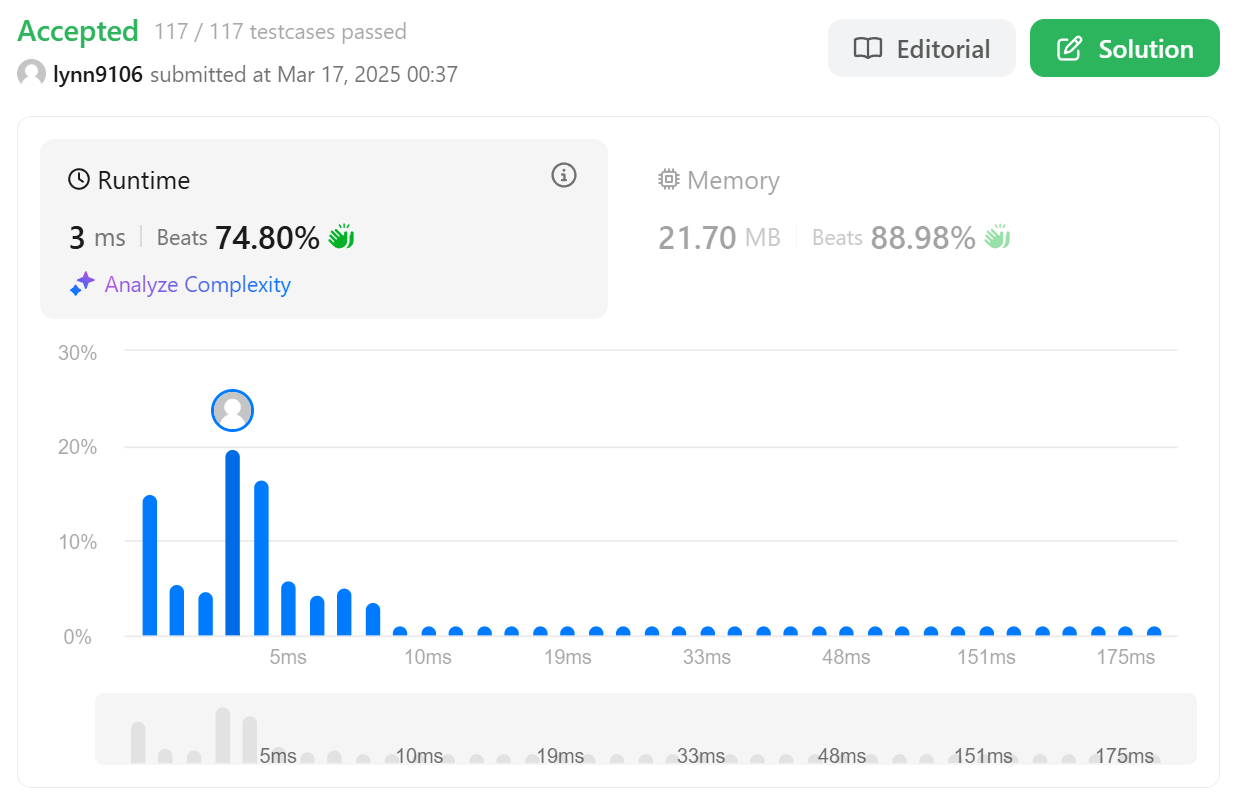 Accepted 117 / 117 testcases passed
lynn9106 submitted at Mar 17, 2025 00:37
Editorial
Solution
Runtime
3 ms Beats 74.80%
Analyze Complexity
Memory
21.70 MB Beats 88.98%
30%
20%
10%
0%
5ms 10ms 19ms 33ms 48ms 151ms 175ms
5ms 10ms 19ms 33ms 48ms 151ms 175ms